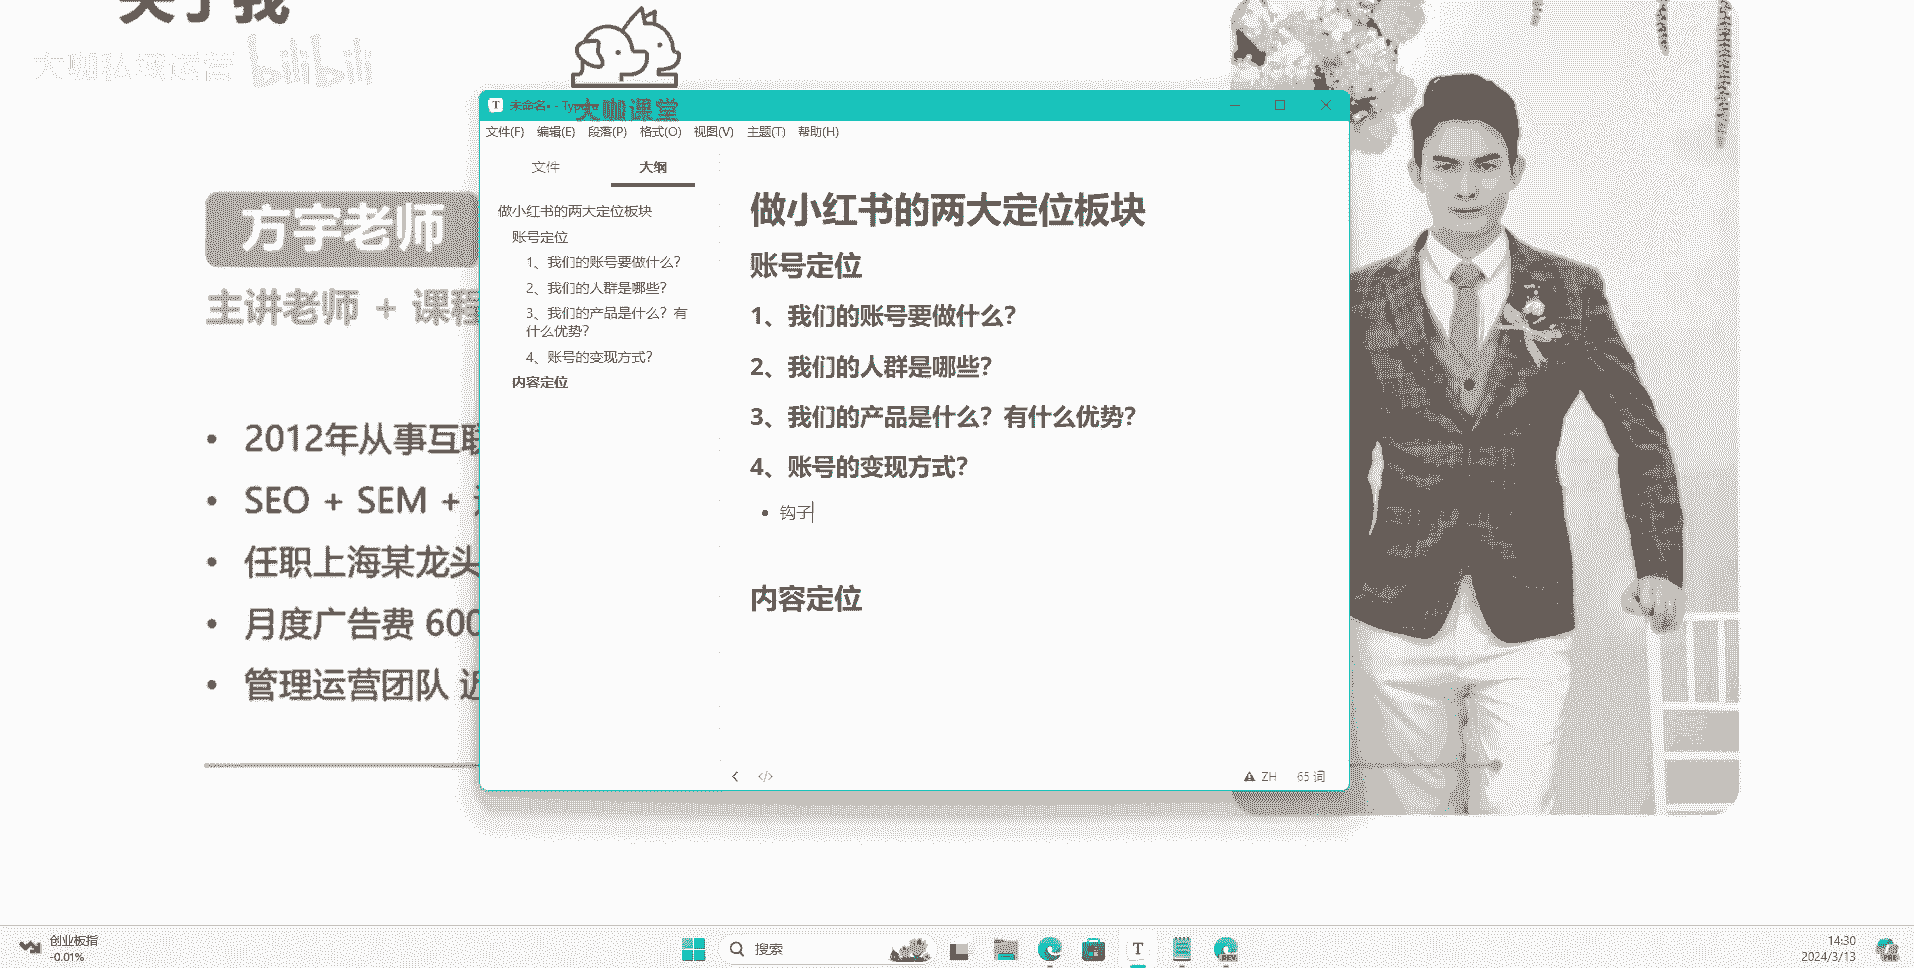 关于我
大咖私域运营 bilibili
大咖课堂
方宇老师
主讲老师 + 课程
2012年从事互联
SEO + SEM +
任职上海某龙头
月度广告费 600
管理运营团队 近
未命名• - Typora
文件(F) 编辑(E) 段落(P) 格式(O) 视图(V) 主题(T) 帮助(H)
文件 大纲
做小红书的两大定位板块
账号定位
1、我们的账号要做什么？
2、我们的人群是哪些？
3、我们的产品是什么？有
什么优势？
4、账号的变现方式？
内容定位
做小红书的两大定位板块
账号定位
1、我们的账号要做什么？
2、我们的人群是哪些？
3、我们的产品是什么？有什么优势？
4、账号的变现方式？
• 钩子
内容定位
ZH 65 词
创业板指
-0.01%
搜索
14:30
2024/3/13